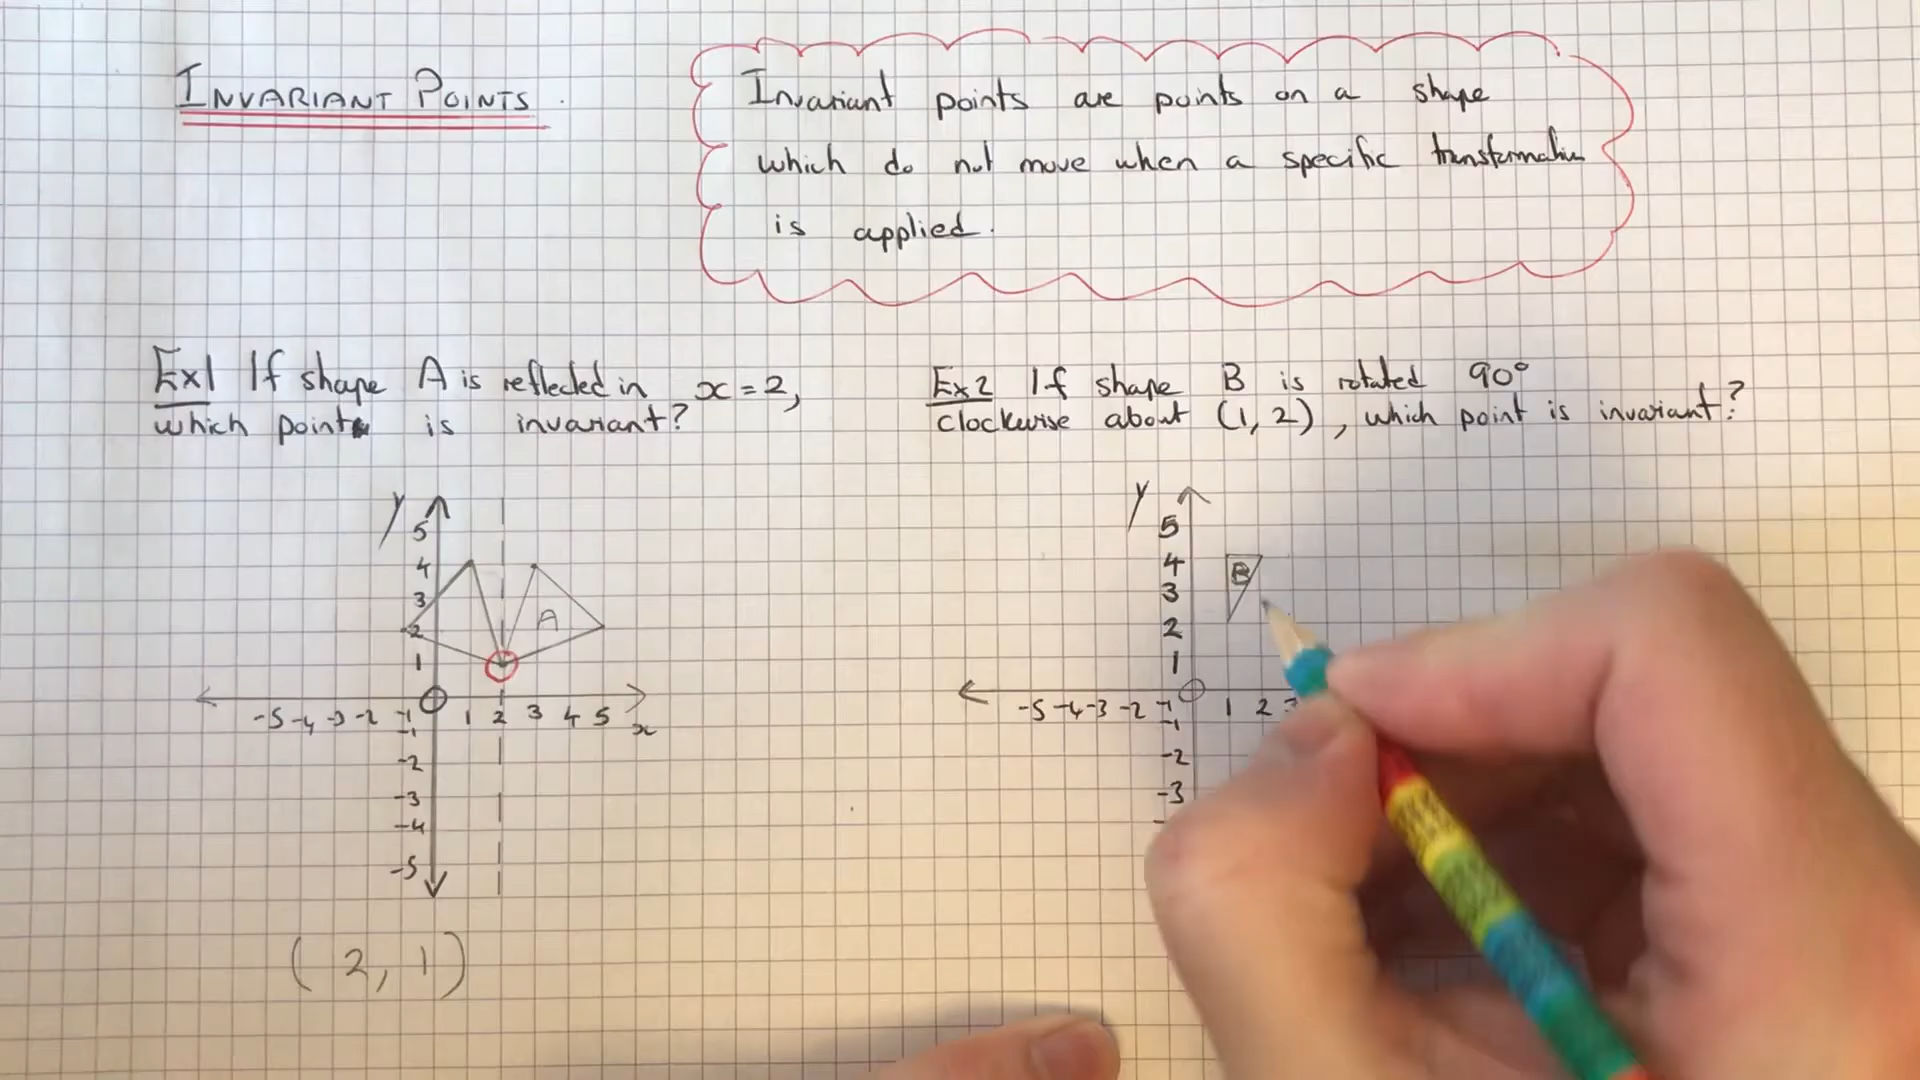 INVARIANT POINTS
Invariant points are points on a shape
which do not move when a specific transformation
is applied.
Ex1 If shape A is reflected in x=2,
which point is invariant?
Ex2 If shape B is rotated 90°
clockwise about (1, 2), which point is invariant?
y
5
4
3
2
1
A
O
-5 -4 -3 -2 -1 1 2 3 4 5
x
-1
-2
-3
-4
-5
(2, 1)
y
5
4
3
2
1
B
O
-5 -4 -3 -2 -1 1 2
-1
-2
-3